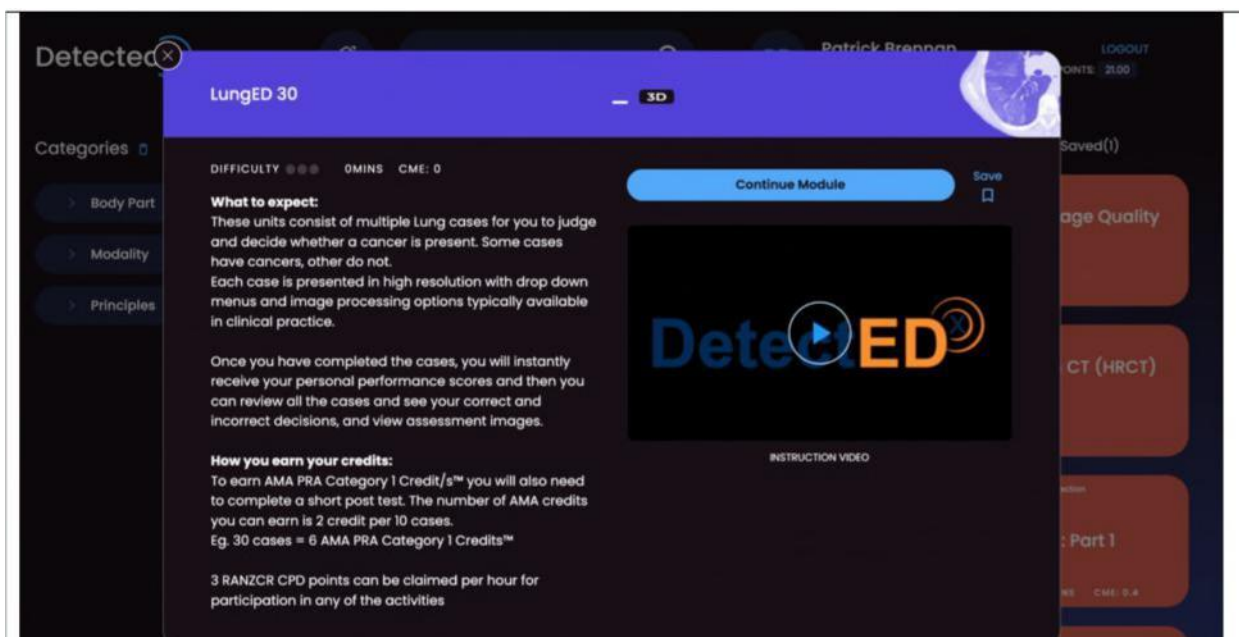 Detected
Patrick Brennan
LOGOUT
POINTS: 21.00
LungED 30
3D
Categories
Saved(1)
Body Part
Modality
Principles
DIFFICULTY
0MINS
CME: 0
What to expect:
These units consist of multiple Lung cases for you to judge
and decide whether a cancer is present. Some cases
have cancers, other do not.
Each case is presented in high resolution with drop down
menus and image processing options typically available
in clinical practice.
Once you have completed the cases, you will instantly
receive your personal performance scores and then you
can review all the cases and see your correct and
incorrect decisions, and view assessment images.
How you earn your credits:
To earn AMA PRA Category 1 Credit/s™ you will also need
to complete a short post test. The number of AMA credits
you can earn is 2 credit per 10 cases.
Eg. 30 cases = 6 AMA PRA Category 1 Credits™
3 RANZCR CPD points can be claimed per hour for
participation in any of the activities
Continue Module
Save
DetectED X
INSTRUCTION VIDEO
age Quality
CT (HRCT)
: Part 1
CME: 0.4